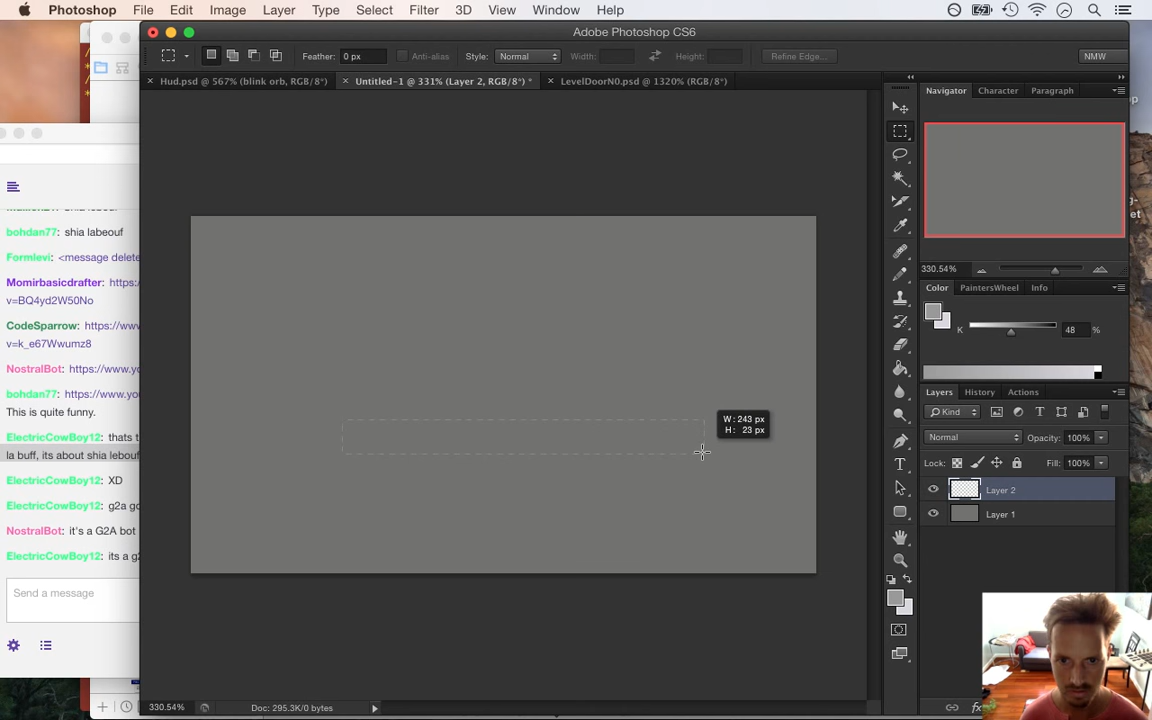 Photoshop File Edit Image Layer Type Select Filter 3D View Window Help
Adobe Photoshop CS6
Feather: 0 px Anti-alias Style: Normal Width: Height: Refine Edge... NMW
Hud.psd @ 567% (blink orb, RGB/8*) Untitled-1 @ 331% (Layer 2, RGB/8*) * LevelDoorN0.psd @ 1320% (RGB/8*)
Navigator Character Paragraph
bohdan77: shia labeouf
Formlevi: <message delete
Momirbasicdrafter: https:/
v=BQ4yd2W50No
CodeSparrow: https://ww
v=k_e67Wwumz8
NostralBot: https://www.y
bohdan77: https://www.yo
This is quite funny.
ElectricCowBoy12: thats t
la buff, its about shia lebouf
ElectricCowBoy12: XD
ElectricCowBoy12: g2a go
NostralBot: it's a G2A bot
ElectricCowBoy12: its a g2
Send a message
W: 243 px
H: 23 px
330.54%
Color PaintersWheel Info
K 48 %
Layers History Actions
Kind
Normal Opacity: 100%
Lock: Fill: 100%
Layer 2
Layer 1
fx
330.54% Doc: 295.3K/0 bytes